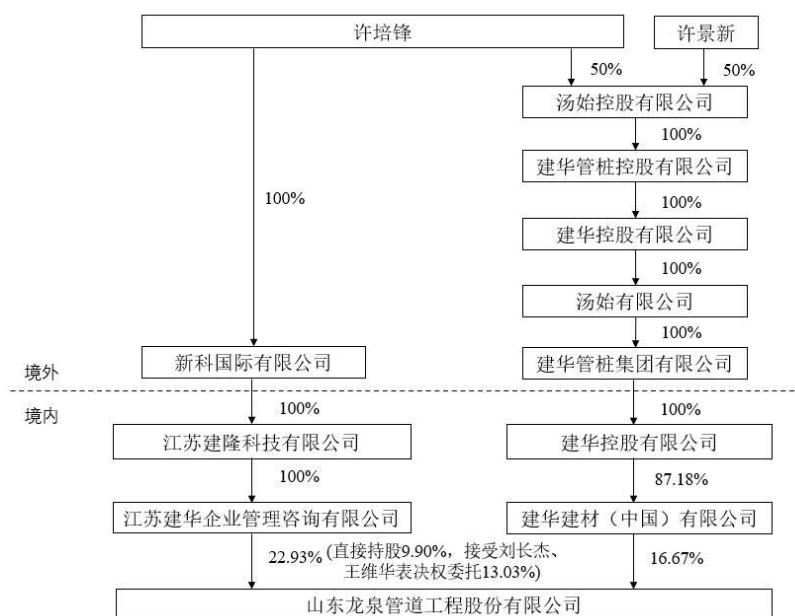 许培锋
许景新
50%
50%
汤始控股有限公司
100%
建华管桩控股有限公司
100%
100%
建华控股有限公司
100%
汤始有限公司
100%
新科国际有限公司
建华管桩集团有限公司
境外
境内
100%
100%
江苏建隆科技有限公司
建华控股有限公司
100%
87.18%
江苏建华企业管理咨询有限公司
建华建材（中国）有限公司
22.93%
(直接持股9.90%，接受刘长杰、
王维华表决权委托13.03%)
16.67%
山东龙泉管道工程股份有限公司